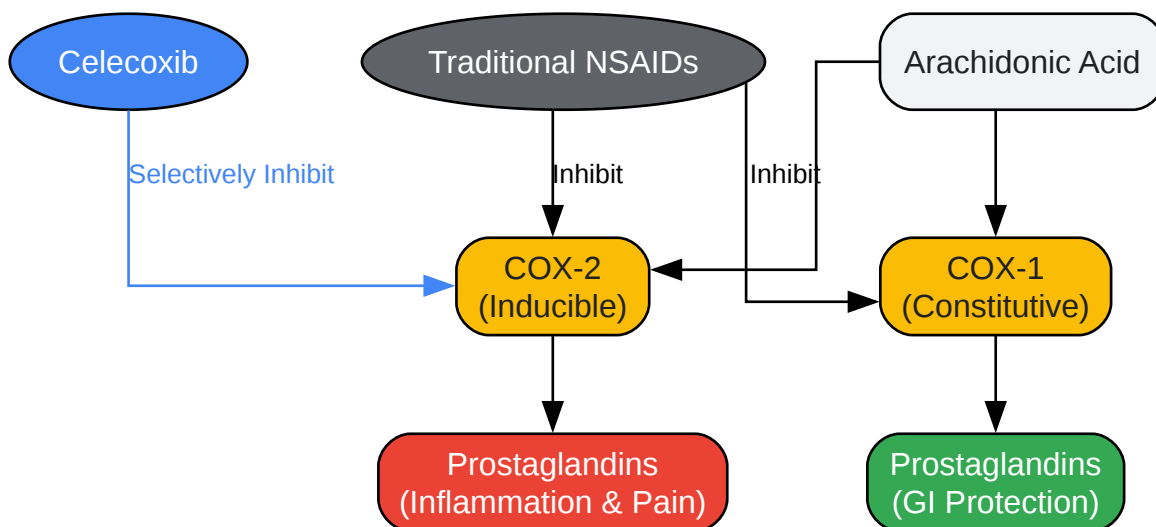 Celecoxib
Traditional NSAIDs
Arachidonic Acid
Selectively Inhibit
Inhibit
Inhibit
COX-2
(Inducible)
COX-1
(Constitutive)
Prostaglandins
(Inflammation & Pain)
Prostaglandins
(GI Protection)